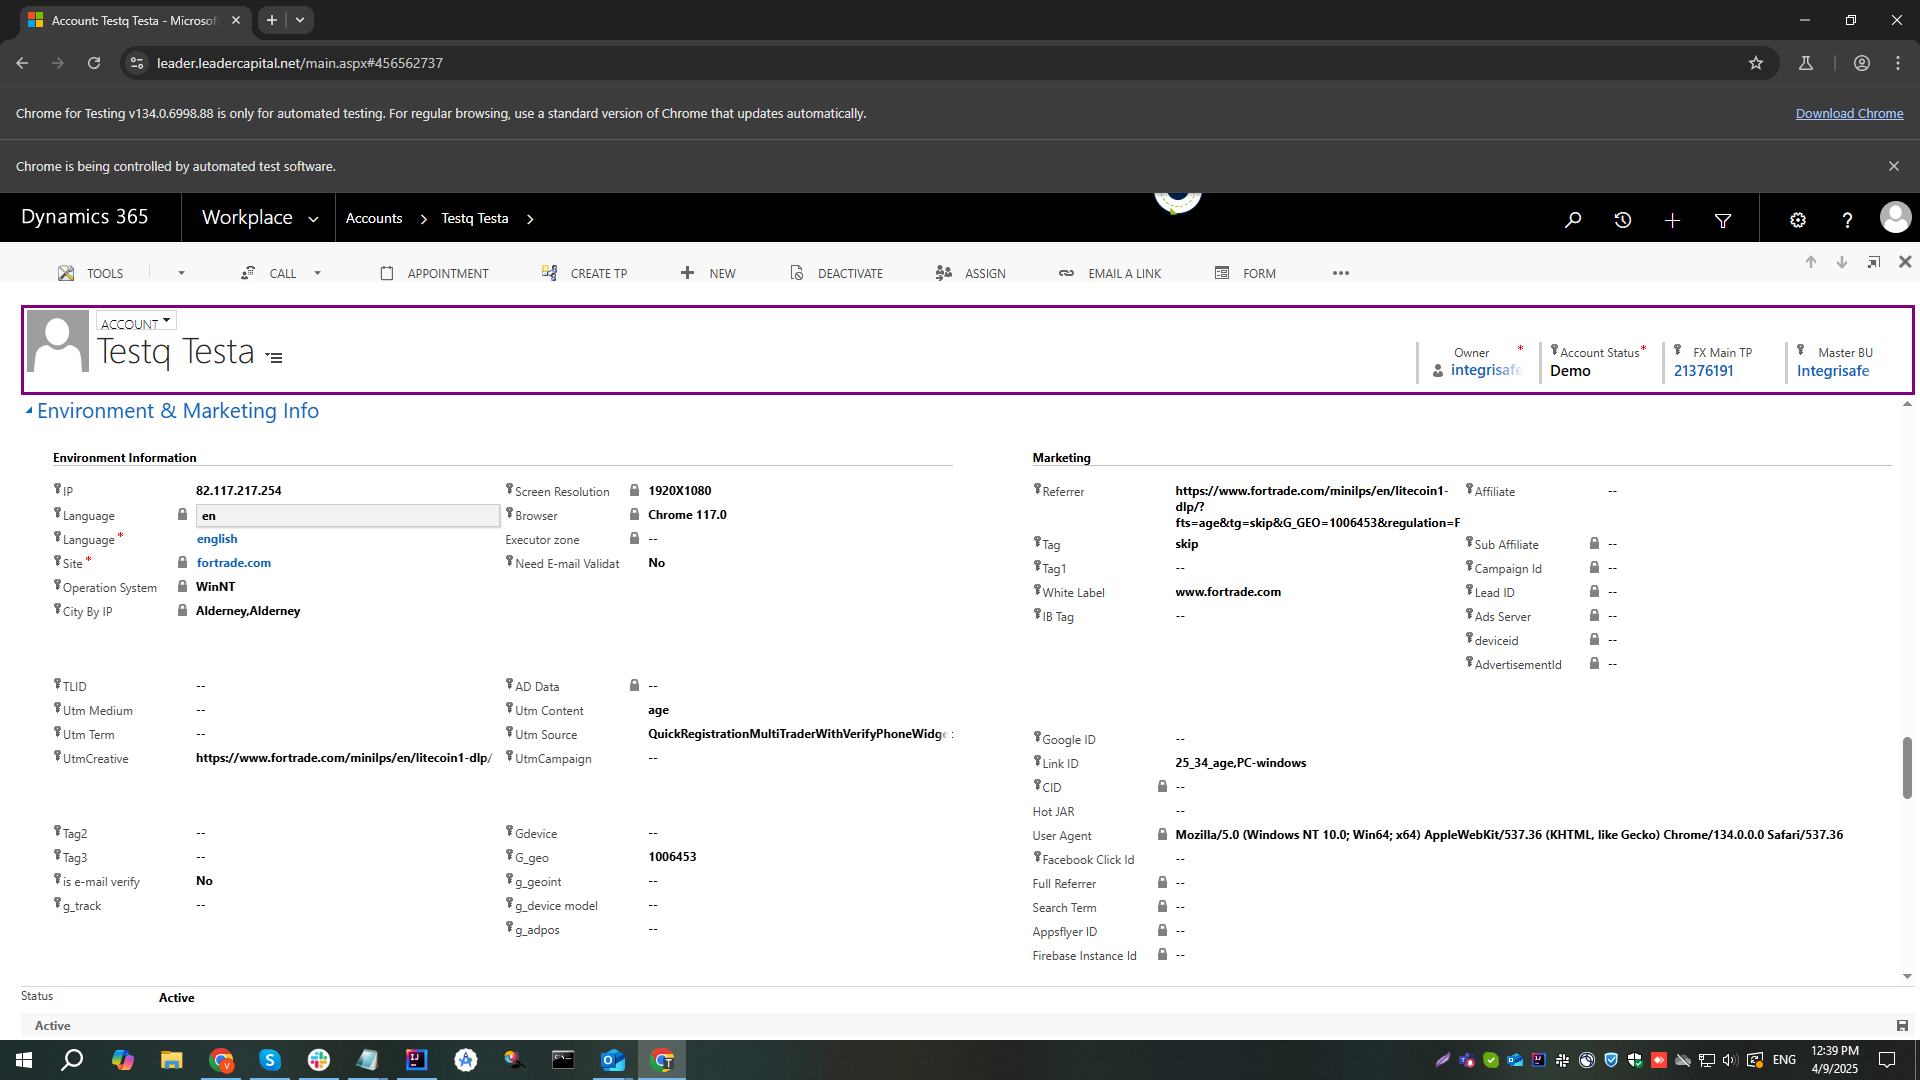 Account: Testq Testa - Microsof
leader.leadercapital.net/main.aspx#456562737
Chrome for Testing v134.0.6998.88 is only for automated testing. For regular browsing, use a standard version of Chrome that updates automatically.
Download Chrome
Chrome is being controlled by automated test software.
Dynamics 365
Workplace
Accounts
Testq Testa
TOOLS
CALL
APPOINTMENT
CREATE TP
NEW
DEACTIVATE
ASSIGN
EMAIL A LINK
FORM
ACCOUNT
Testq Testa
Owner *
integrisafe
Account Status*
Demo
FX Main TP
21376191
Master BU
Integrisafe
Environment & Marketing Info
Environment Information
IP 82.117.217.254
Language en
Language* english
Site* fortrade.com
Operation System WinNT
City By IP Alderney,Alderney
Screen Resolution 1920X1080
Browser Chrome 117.0
Executor zone --
Need E-mail Validat No
TLID --
Utm Medium --
Utm Term --
UtmCreative https://www.fortrade.com/minilps/en/litecoin1-dlp/
AD Data --
Utm Content age
Utm Source QuickRegistrationMultiTraderWithVerifyPhoneWidge
UtmCampaign --
Tag2 --
Tag3 --
is e-mail verify No
g_track --
Gdevice --
G_geo 1006453
g_geoint --
g_device model --
g_adpos --
Marketing
Referrer https://www.fortrade.com/minilps/en/litecoin1-
dlp/?
fts=age&tg=skip&G_GEO=1006453&regulation=F
Tag skip
Tag1 --
White Label www.fortrade.com
IB Tag --
Affiliate --
Sub Affiliate --
Campaign Id --
Lead ID --
Ads Server --
deviceid --
AdvertisementId --
Google ID --
Link ID 25_34_age,PC-windows
CID --
Hot JAR --
User Agent Mozilla/5.0 (Windows NT 10.0; Win64; x64) AppleWebKit/537.36 (KHTML, like Gecko) Chrome/134.0.0.0 Safari/537.36
Facebook Click Id --
Full Referrer --
Search Term --
Appsflyer ID --
Firebase Instance Id --
Status Active
Active
ENG
12:39 PM
4/9/2025